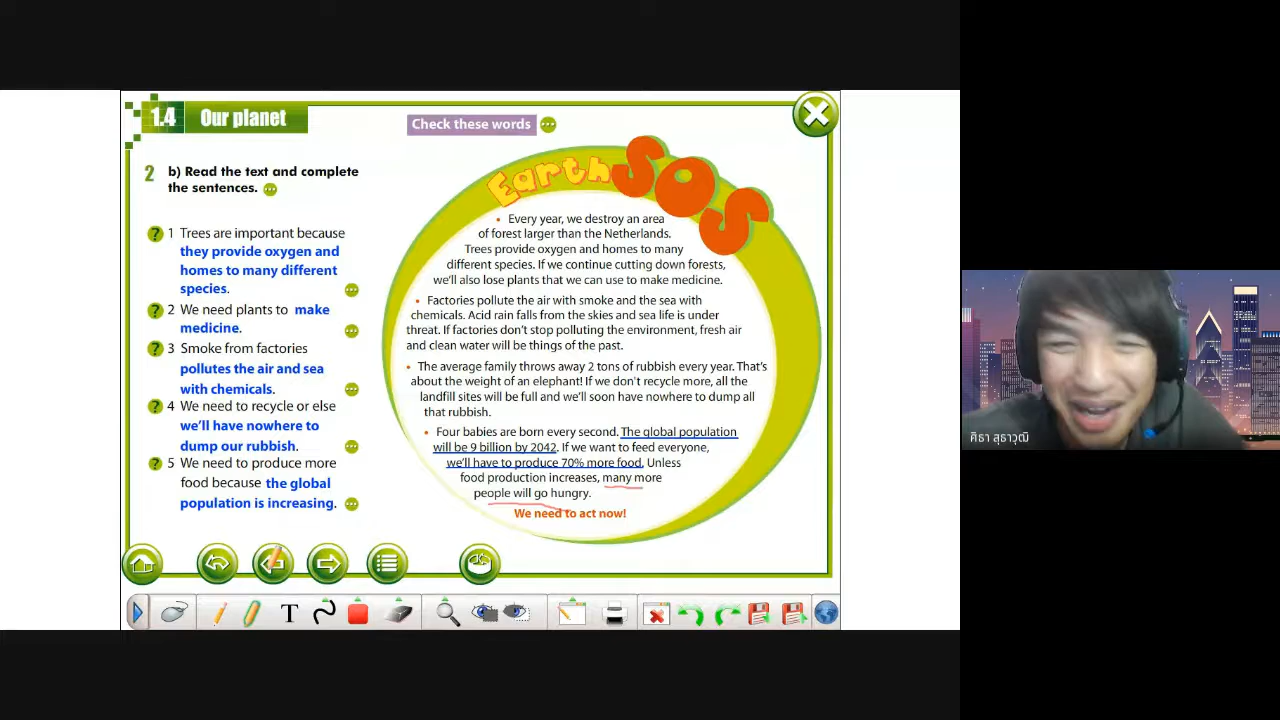 1.4 Our planet
Check these words
2 b) Read the text and complete
the sentences.
? 1 Trees are important because
they provide oxygen and
homes to many different
species.
? 2 We need plants to make
medicine.
? 3 Smoke from factories
pollutes the air and sea
with chemicals.
? 4 We need to recycle or else
we'll have nowhere to
dump our rubbish.
? 5 We need to produce more
food because the global
population is increasing.
Earth SOS
• Every year, we destroy an area
of forest larger than the Netherlands.
Trees provide oxygen and homes to many
different species. If we continue cutting down forests,
we'll also lose plants that we can use to make medicine.
• Factories pollute the air with smoke and the sea with
chemicals. Acid rain falls from the skies and sea life is under
threat. If factories don't stop polluting the environment, fresh air
and clean water will be things of the past.
• The average family throws away 2 tons of rubbish every year. That's
about the weight of an elephant! If we don't recycle more, all the
landfill sites will be full and we'll soon have nowhere to dump all
that rubbish.
• Four babies are born every second. The global population
will be 9 billion by 2042. If we want to feed everyone,
we'll have to produce 70% more food. Unless
food production increases, many more
people will go hungry.
We need to act now!
T
ศิธา สุธาวุฒิ